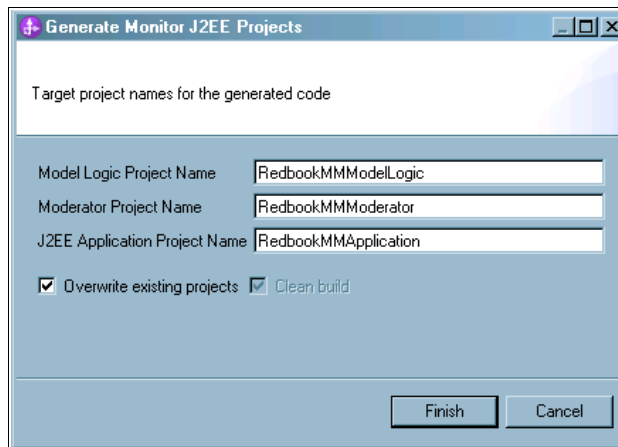 Generate Monitor J2EE Projects
Target project names for the generated code
Model Logic Project Name RedbookMMModelLogic
Moderator Project Name RedbookMMModerator
J2EE Application Project Name RedbookMMApplication
Overwrite existing projects Clean build
Finish Cancel